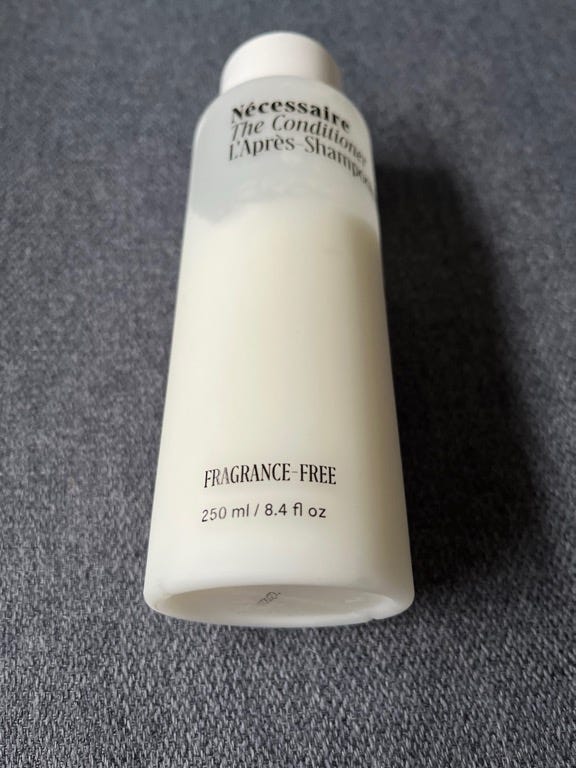 Nécessaire
The Conditioner
L'Après-Shampoo
FRAGRANCE-FREE
250 ml / 8.4 fl oz